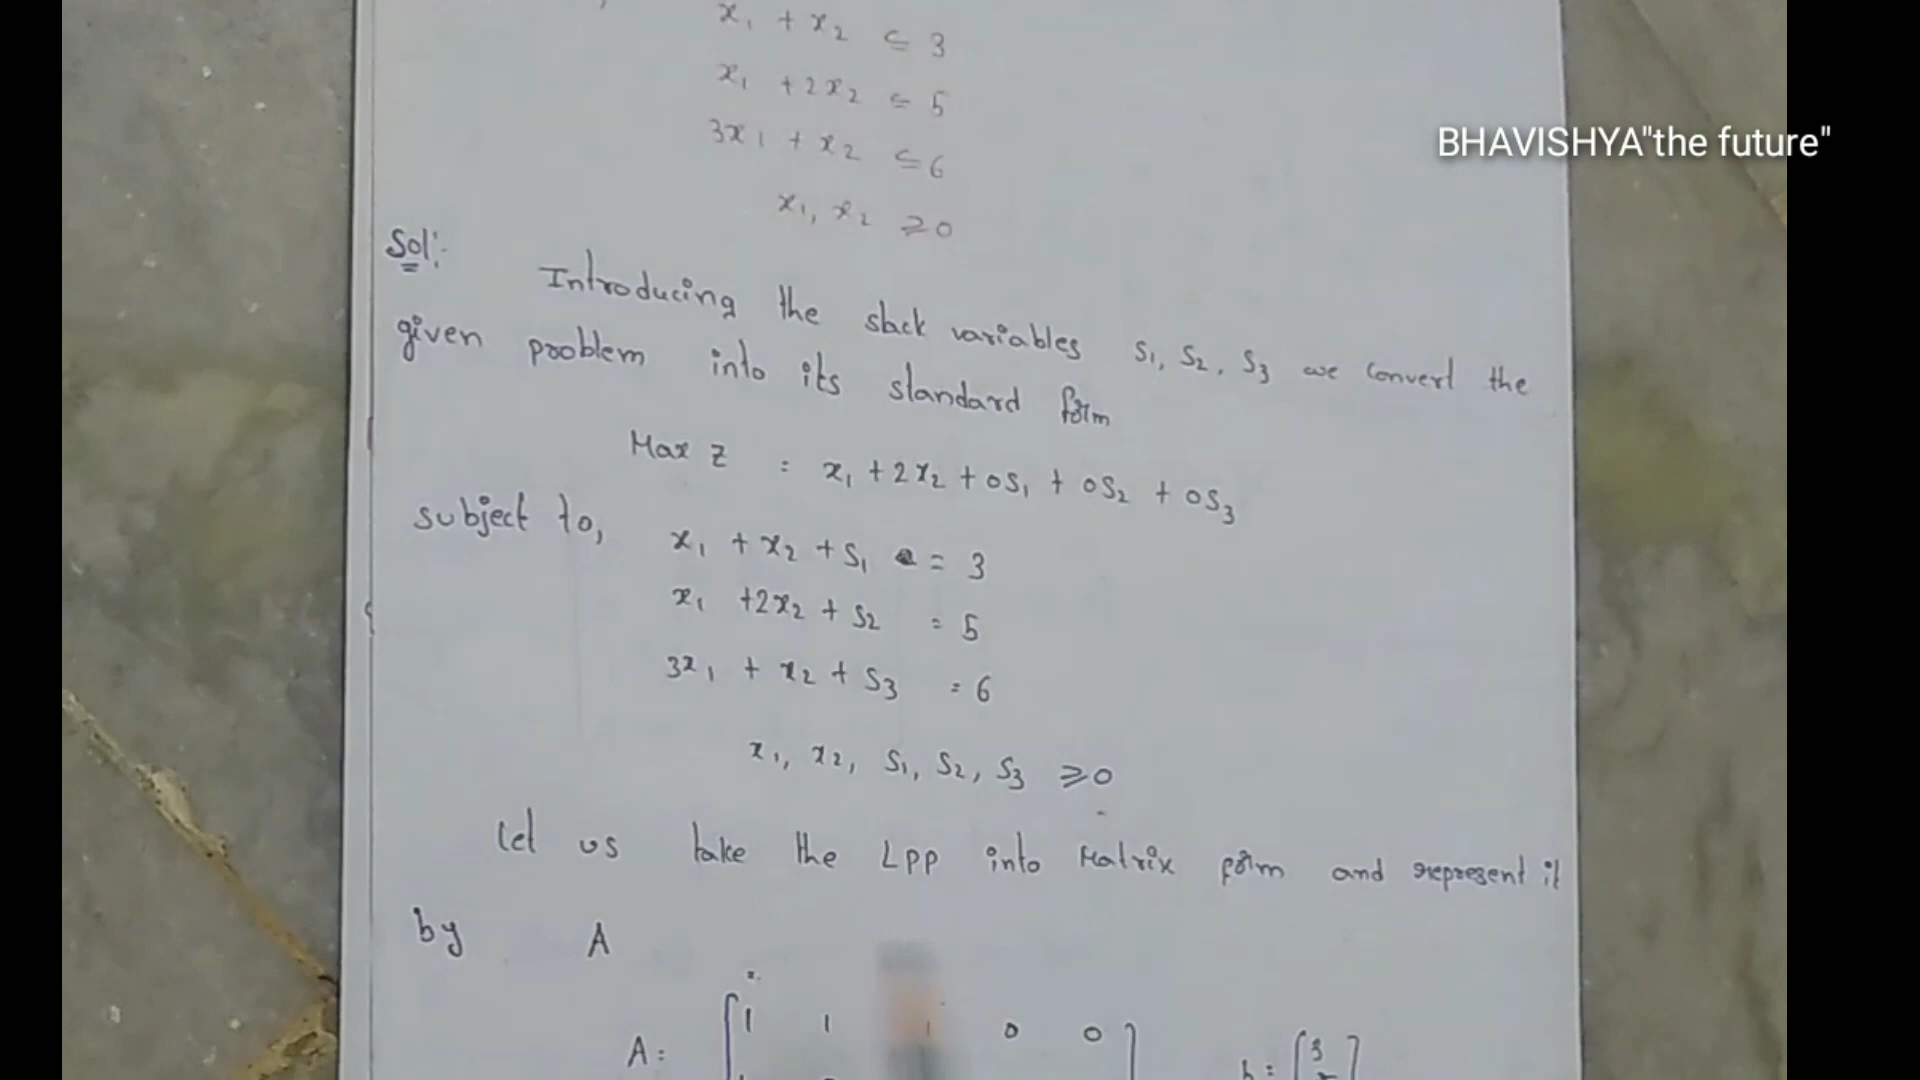 x₁ + x₂ ≤ 3
x₁ + 2x₂ ≤ 5
3x₁ + x₂ ≤ 6
x₁, x₂ ≥ 0
BHAVISHYA"the future"
Sol:-
Introducing the slack variables s₁, s₂, s₃ we convert the
given problem into its standard form
Max z = x₁ + 2x₂ + 0s₁ + 0s₂ + 0s₃
subject to,
x₁ + x₂ + s₁ = 3
x₁ + 2x₂ + s₂ = 5
3x₁ + x₂ + s₃ = 6
x₁, x₂, s₁, s₂, s₃ ≥ 0
Let us take the LPP into Matrix form and represent it
by A
A = [1 1 1 0 0] b = [3]